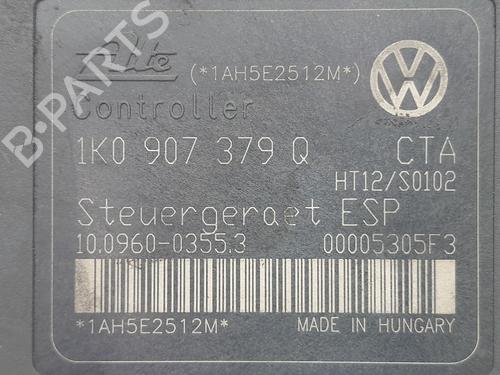 Ate (*1AH5E2512M*)
Controller
1K0 907 379 Q CTA
HT12/S0102
Steuergeraet ESP
10.0960-0355.3 00005305F3
*1AH5E2512M* MADE IN HUNGARY
B-PARTS